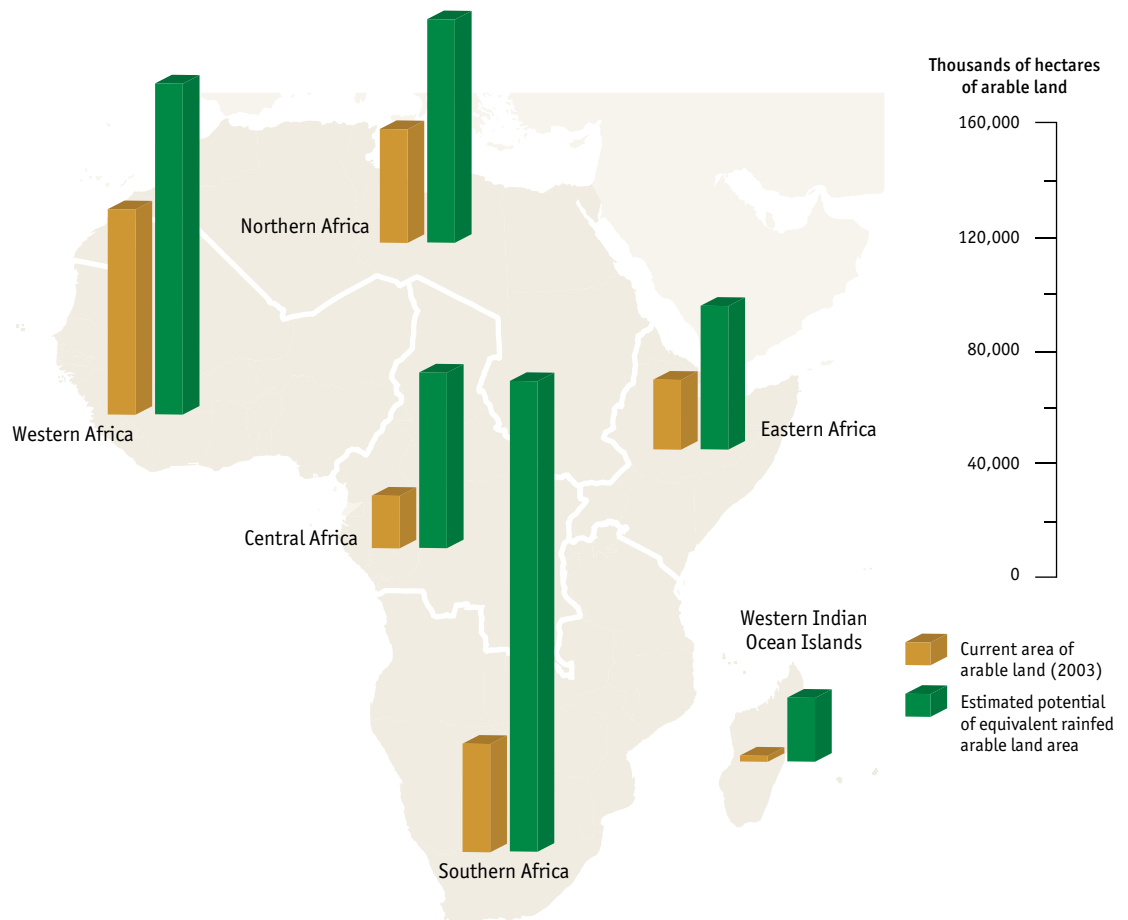 Thousands of hectares
of arable land
160,000
120,000
80,000
40,000
0
Northern Africa
Western Africa
Eastern Africa
Central Africa
Western Indian
Ocean Islands
Southern Africa
Current area of
arable land (2003)
Estimated potential
of equivalent rainfed
arable land area